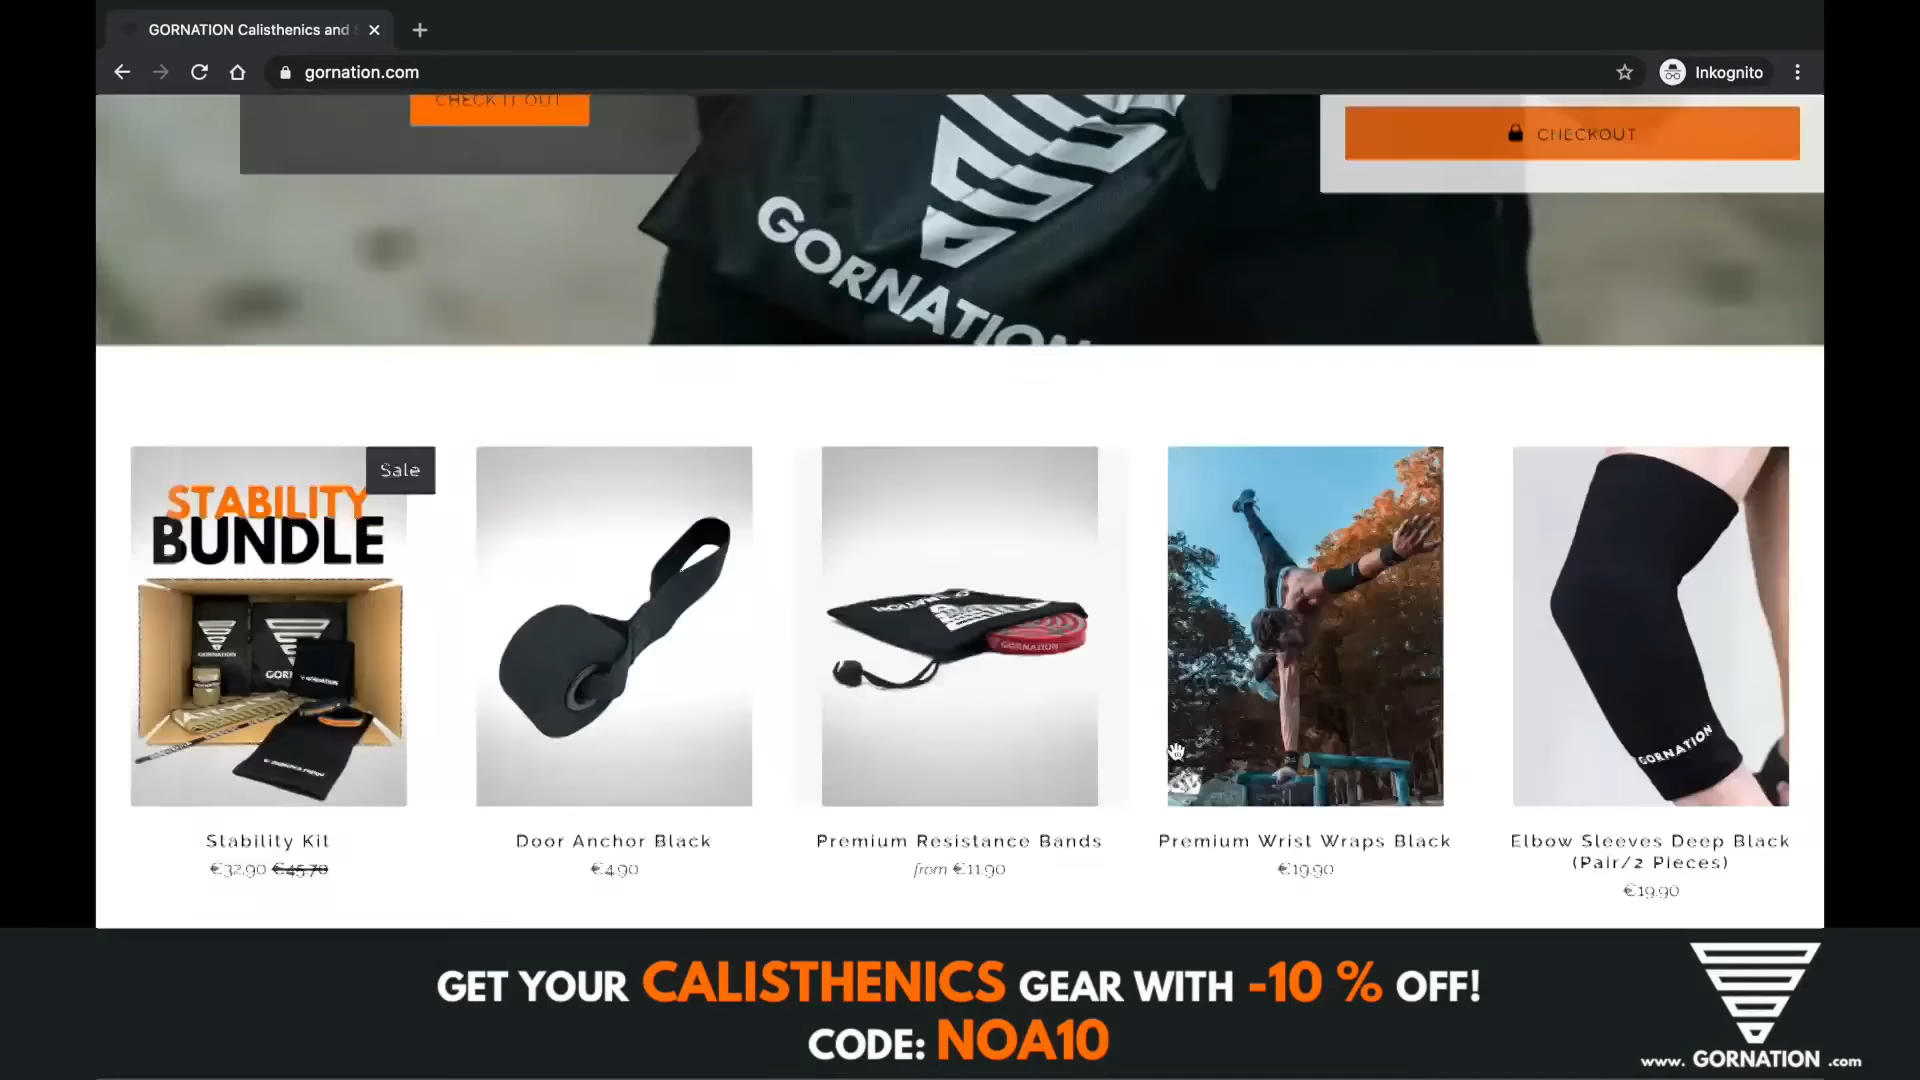 GORNATION Calisthenics and
gornation.com
Inkognito
CHECK IT OUT
CHECKOUT
GORNATION
Sale
STABILITY
BUNDLE
GORNATION
GORNATION
GORNATION
Stability Kit
€32.90 €45.70
Door Anchor Black
€4.90
Premium Resistance Bands
from €11.90
Premium Wrist Wraps Black
€19.90
Elbow Sleeves Deep Black
(Pair/2 Pieces)
€19.90
GET YOUR CALISTHENICS GEAR WITH -10 % OFF!
CODE: NOA10
www. GORNATION .com